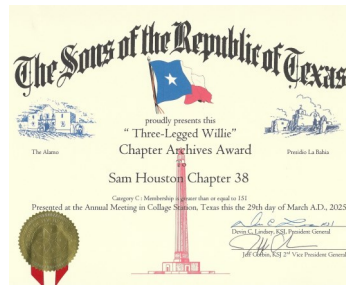 The Sons of the Republic of Texas
proudly presents this
" Three-Legged Willie"
Chapter Archives Award
to
Sam Houston Chapter 38
The Alamo
Presidio La Bahia
Category C : Membership is greater than or equal to 151
Presented at the Annual Meeting in Collage Station, Texas this the 29th day of March A.D., 2025
Devin C. Lindsey, KSJ, President General
Jeff Garbin, KSJ 2nd Vice President General